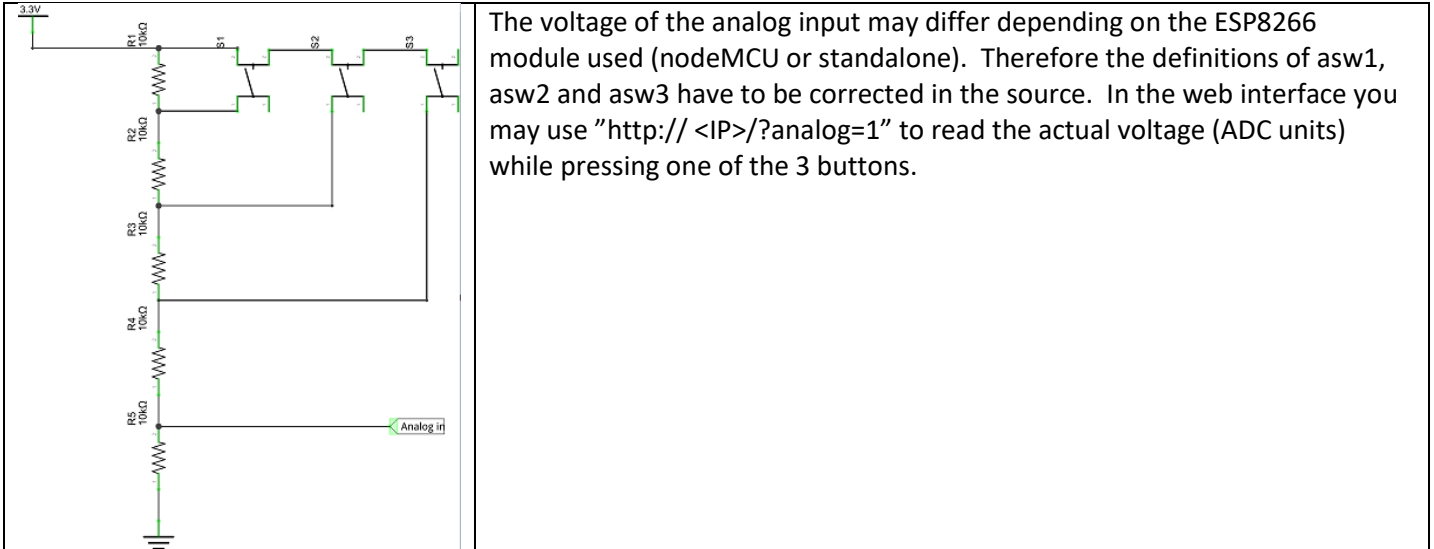 3.3V
R1
10kΩ
S1
S2
S3
R2
10kΩ
R3
10kΩ
R4
10kΩ
R5
10kΩ
Analog in
The voltage of the analog input may differ depending on the ESP8266
module used (nodeMCU or standalone).  Therefore the definitions of asw1,
asw2 and asw3 have to be corrected in the source.  In the web interface you
may use ”http:// <IP>/?analog=1” to read the actual voltage (ADC units)
while pressing one of the 3 buttons.